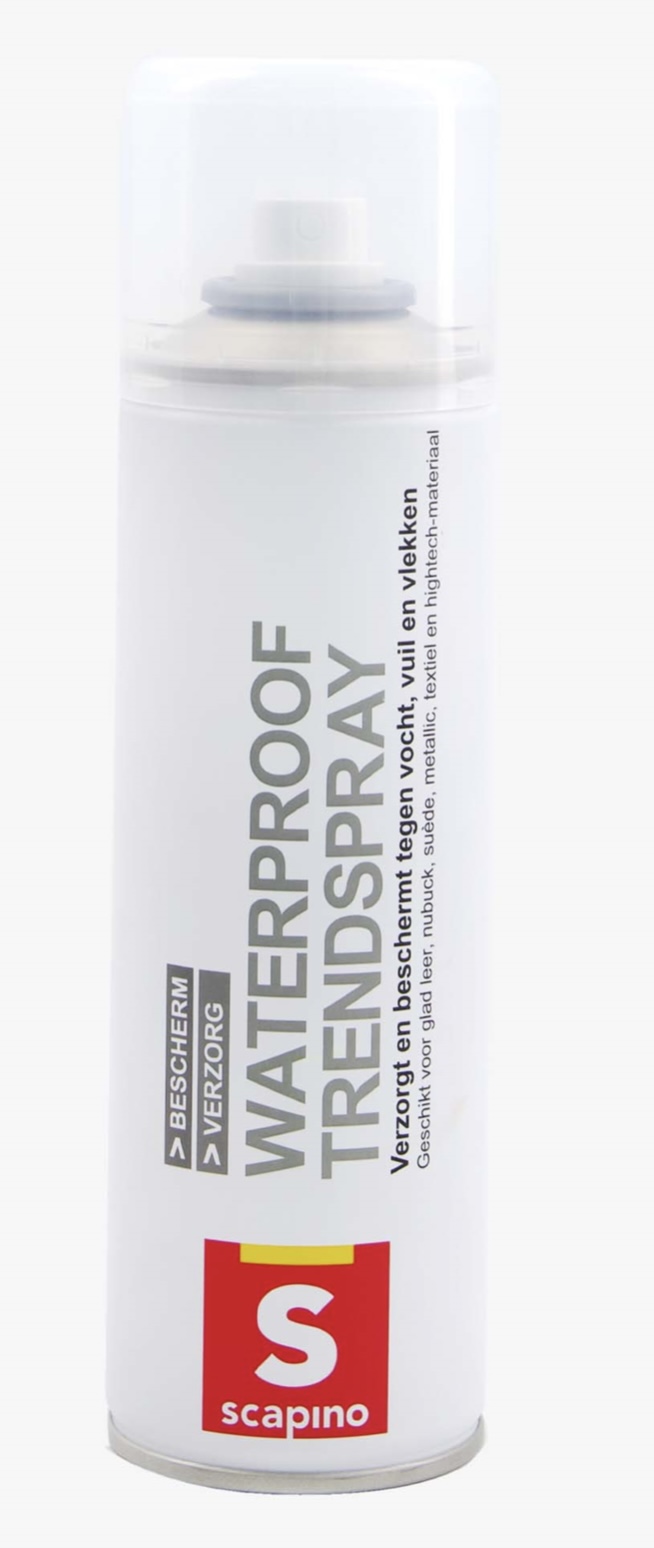 > BESCHERM
> VERZORG
WATERPROOF
TRENDSPRAY
Verzorgt en beschermt tegen vocht, vuil en vlekken
Geschikt voor glad leer, nubuck, suède, metallic, textiel en hightech-materiaal
S
scapino